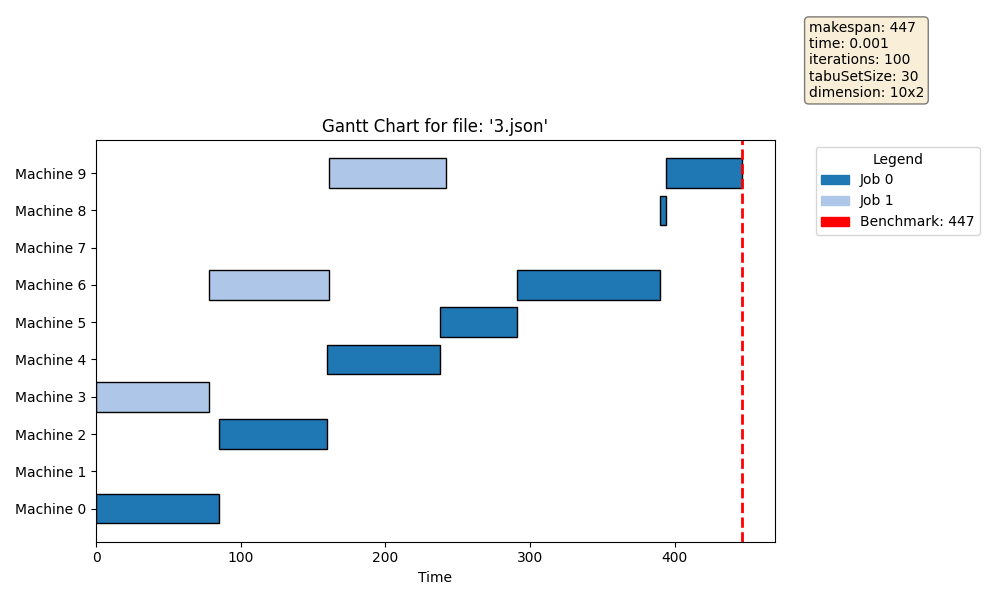 makespan: 447
time: 0.001
iterations: 100
tabuSetSize: 30
dimension: 10x2
Gantt Chart for file: '3.json'
Legend
Job 0
Job 1
Benchmark: 447
Machine 9
Machine 8
Machine 7
Machine 6
Machine 5
Machine 4
Machine 3
Machine 2
Machine 1
Machine 0
0 100 200 300 400
Time